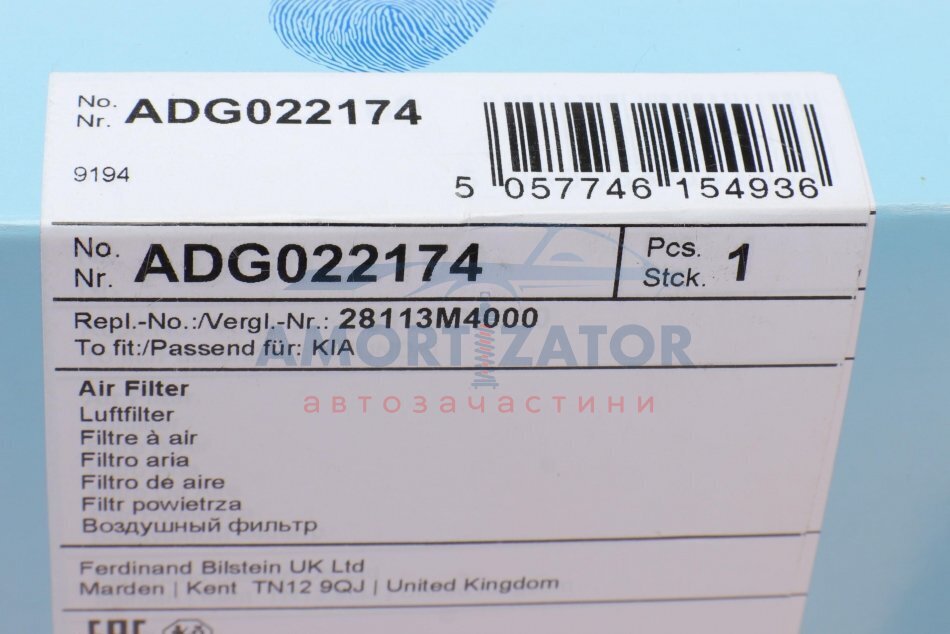 No.
Nr. ADG022174
9194
5 057746 154936
No.
Nr. ADG022174
Pcs.
Stck. 1
Repl.-No.:/Vergl.-Nr.: 28113M4000
To fit:/Passend für: KIA
AMORTIZATOR
автозачастини
Air Filter
Luftfilter
Filtre à air
Filtro aria
Filtro de aire
Filtr powietrza
Воздушный фильтр
Ferdinand Bilstein UK Ltd
Marden | Kent TN12 9QJ | United Kingdom